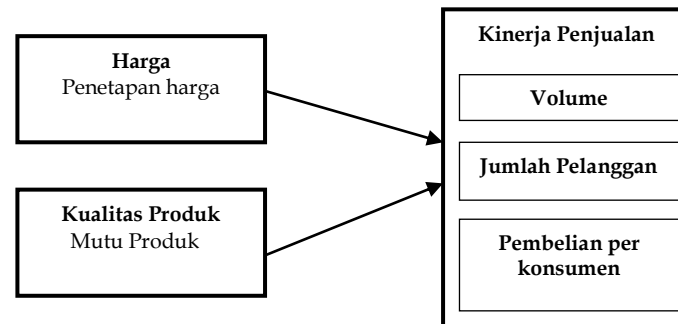 Harga
Penetapan harga
Kualitas Produk
Mutu Produk
Kinerja Penjualan
Volume
Jumlah Pelanggan
Pembelian per
konsumen